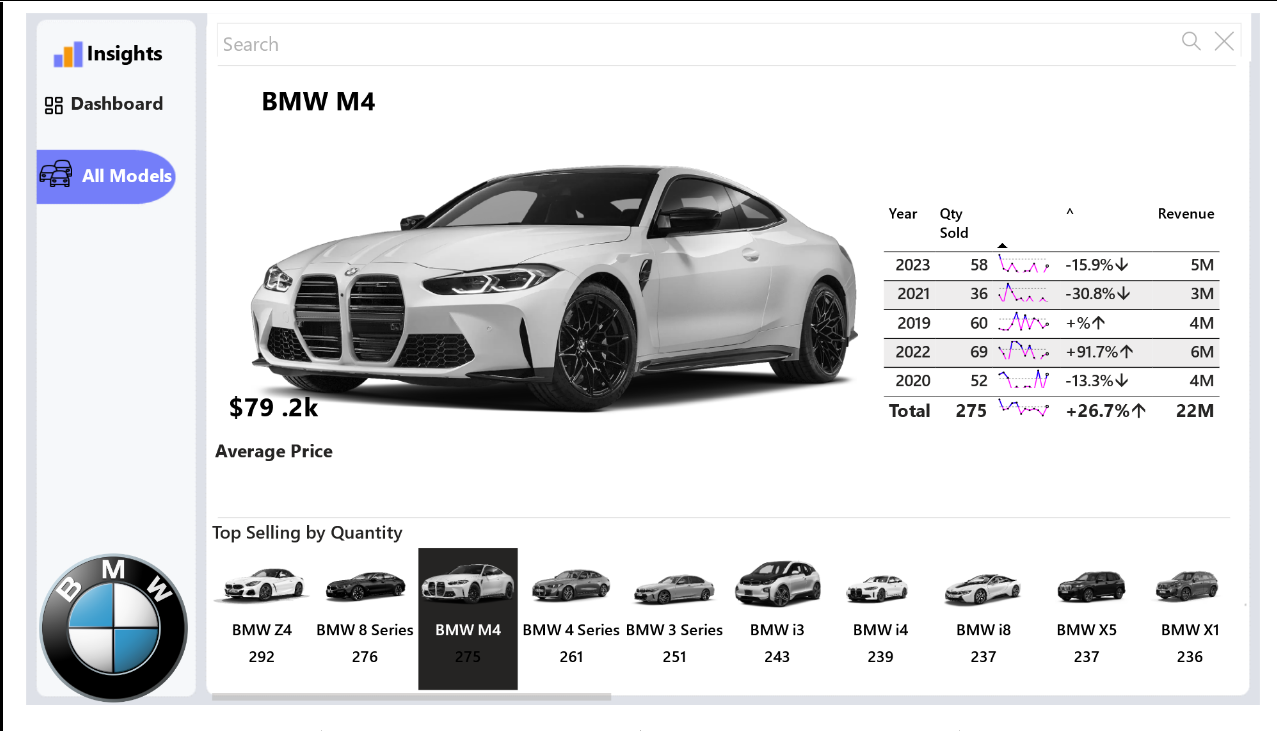 Insights
Dashboard
All Models
BMW
Search
BMW M4
$79 .2k
Average Price
Year Qty Sold ^ Revenue
2023 58 -15.9%↓ 5M
2021 36 -30.8%↓ 3M
2019 60 +%↑ 4M
2022 69 +91.7%↑ 6M
2020 52 -13.3%↓ 4M
Total 275 +26.7%↑ 22M
Top Selling by Quantity
BMW Z4 BMW 8 Series BMW M4 BMW 4 Series BMW 3 Series BMW i3 BMW i4 BMW i8 BMW X5 BMW X1
292 276 275 261 251 243 239 237 237 236